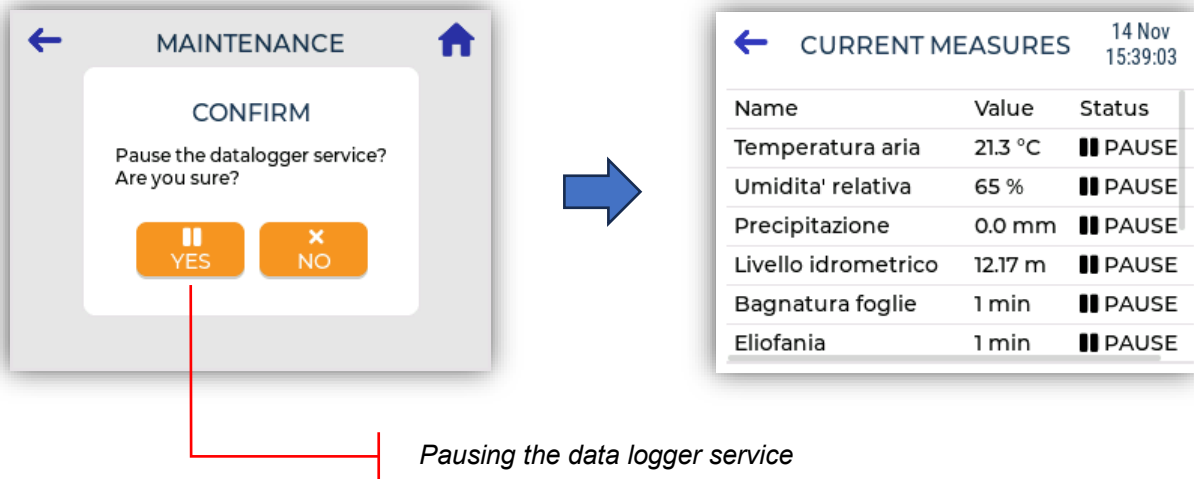 MAINTENANCE
CONFIRM
Pause the datalogger service?
Are you sure?
YES
NO
CURRENT MEASURES
14 Nov
15:39:03
Name Value Status
Temperatura aria 21.3 °C PAUSE
Umidita' relativa 65 % PAUSE
Precipitazione 0.0 mm PAUSE
Livello idrometrico 12.17 m PAUSE
Bagnatura foglie 1 min PAUSE
Eliofania 1 min PAUSE
Pausing the data logger service